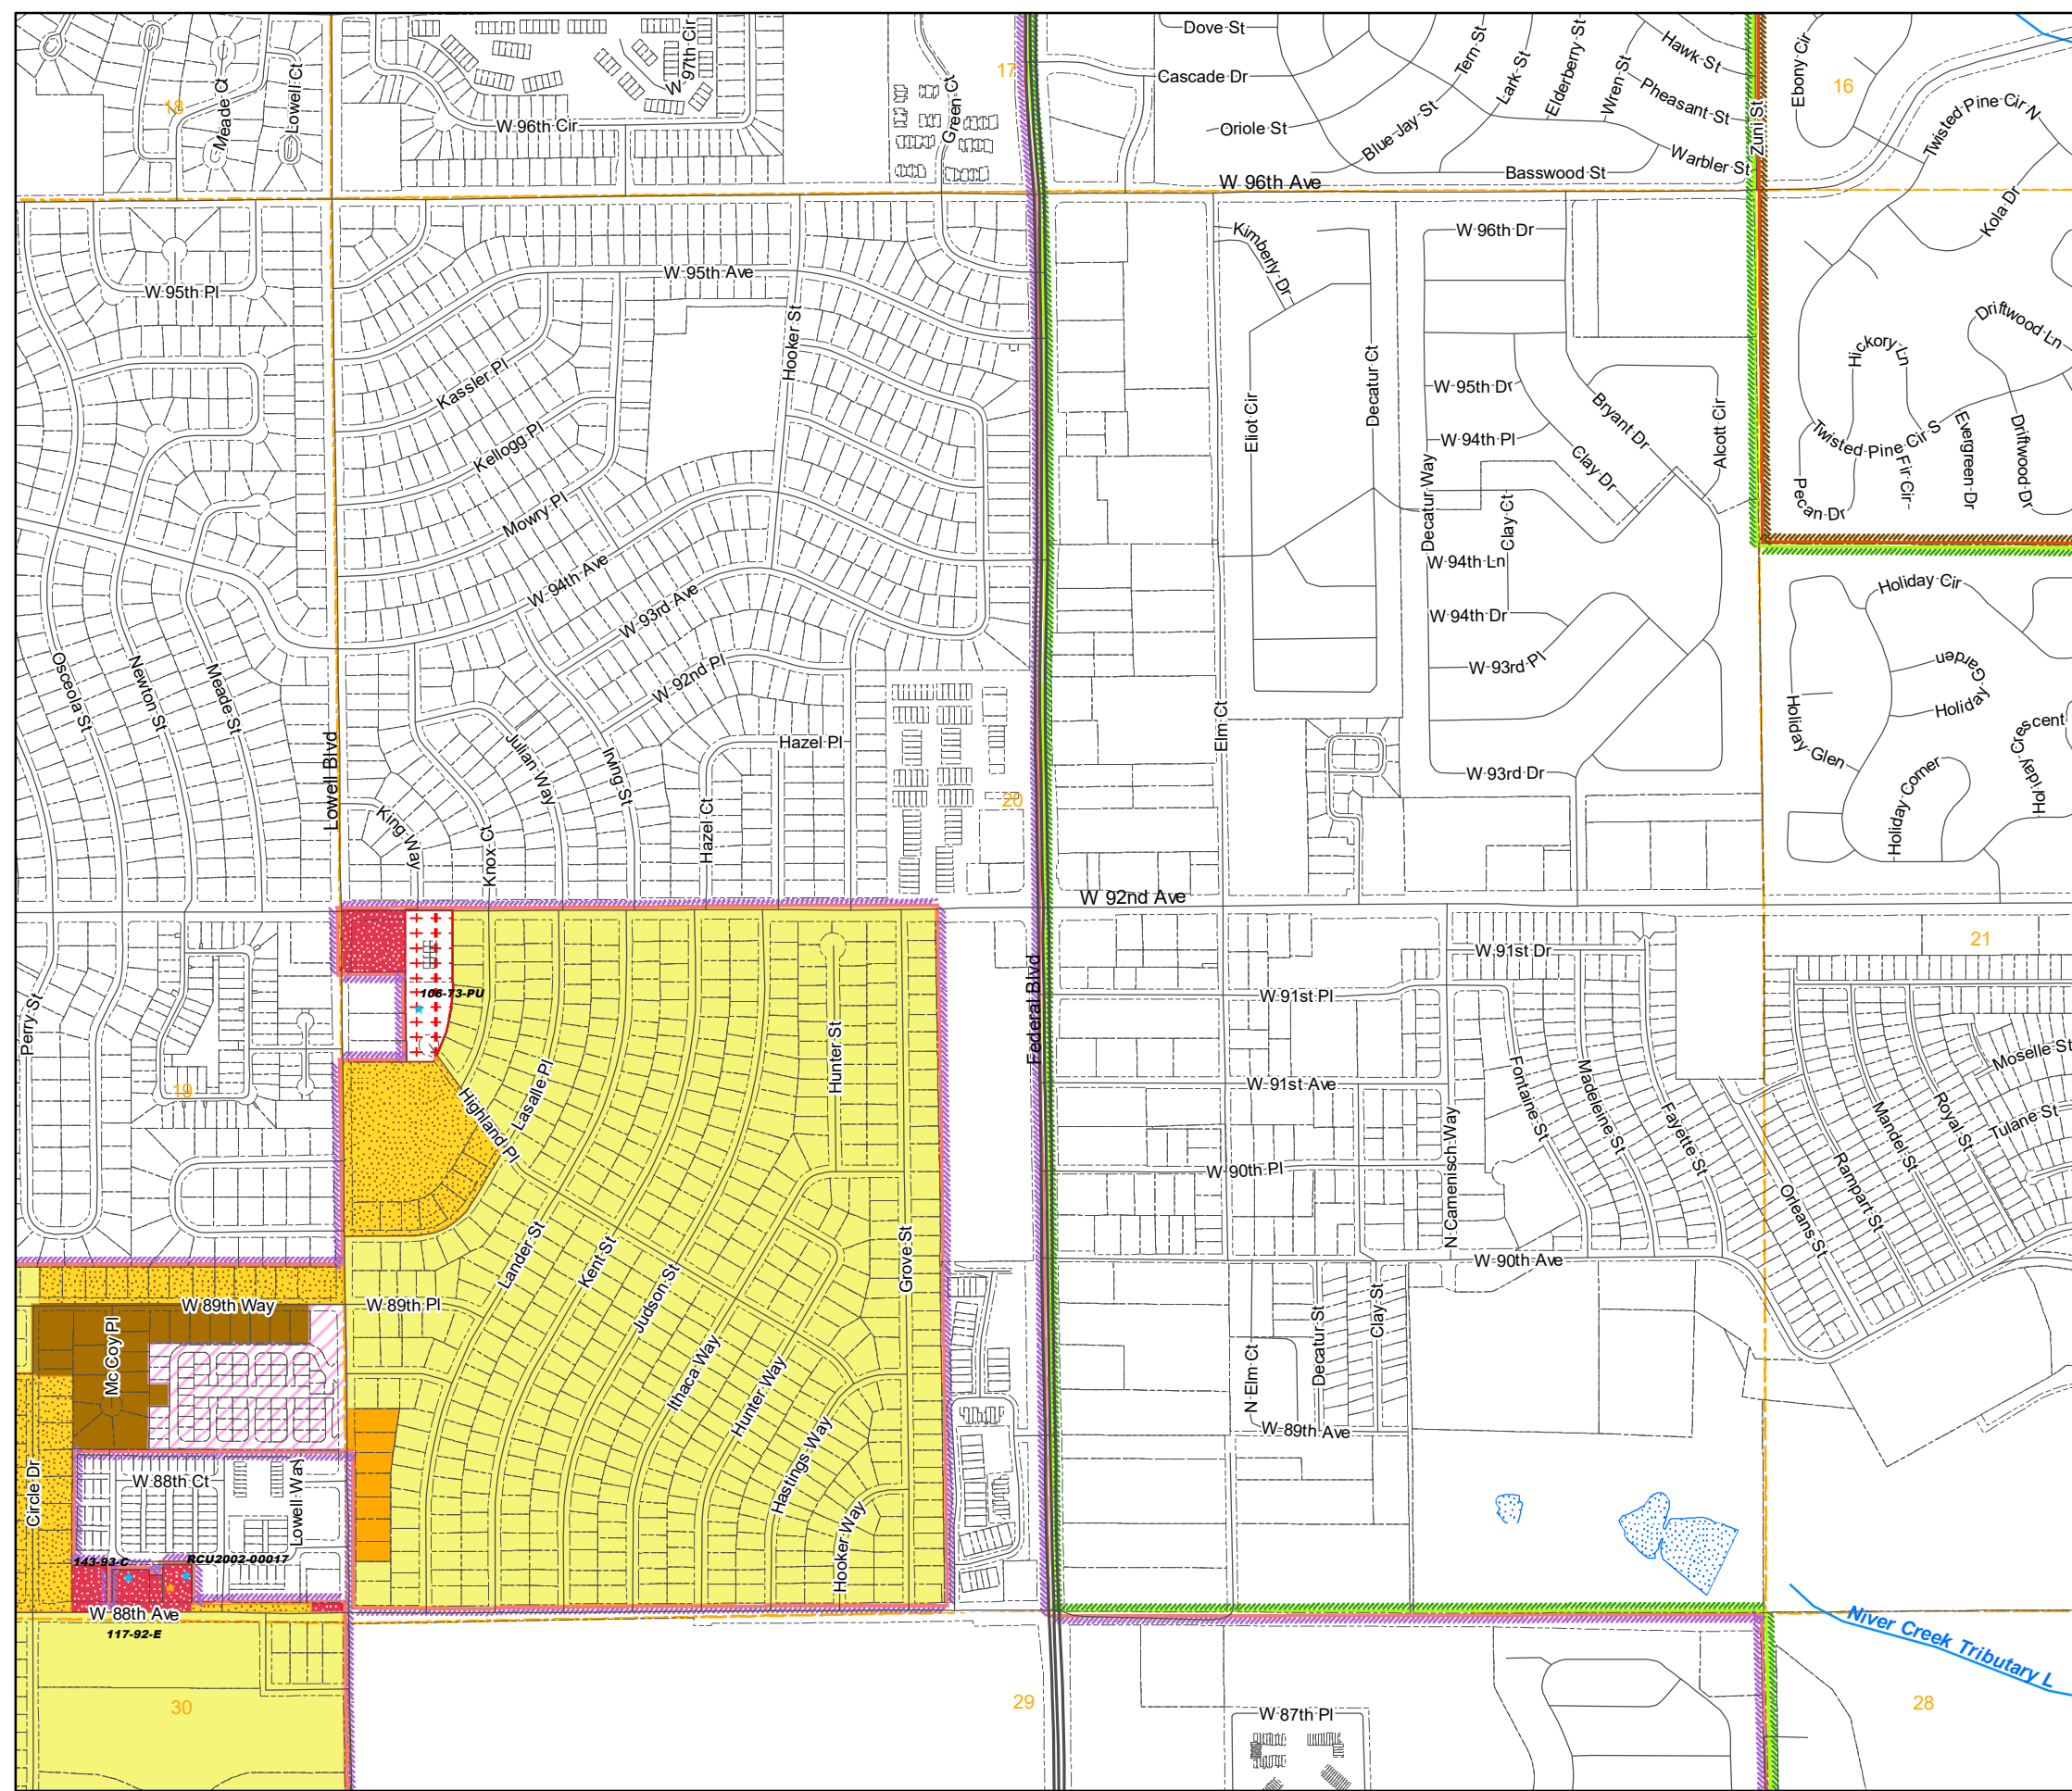 Dove St
Hawk St
W 97th Cir
Tern St
Elderberry St
Ebony Cir
17
Cascade Dr
Lark St
Wren St
Pheasant St
16
18
Meade Ct
Lowell Ct
Green Ct
Zuni St
Twisted Pine Cir N
W 96th Cir
Oriole St
Blue Jay St
Warbler St
W 96th Ave
Basswood St
Kola Dr
Kimberly Dr
W 96th Dr
W 95th Pl
W 95th Ave
Driftwood Ln
Hooker St
Hickory Ln
Kassler Pl
Eliot Cir
Decatur Ct
W 95th Dr
Bryant Dr
Alcott Cir
Kellogg Pl
W 94th Pl
Twisted Pine Cir S
Evergreen Dr
Driftwood Dr
Clay Dr
Fir Cir
Mowry Pl
Decatur Way
Clay Ct
Pecan Dr
W 94th Ave
W 94th Ln
Holiday Cir
W 93rd Ave
W 94th Dr
Osceola St
Newton St
Meade St
W 92nd Pl
W 93rd Pl
Holiday Garden
Lowell Blvd
Julian Way
Irving St
Hazel Pl
Elm Ct
Holiday Glen
Holiday Crescent
W 93rd Dr
20
King Way
Knox Ct
Hazel Ct
Holiday Corner
W 92nd Ave
21
W 91st Dr
106-73-PU
W 91st Pl
Perry St
Federal Blvd
Hunter St
Moselle St
19
Highland Pl
Lasalle Pl
W 91st Ave
Fontaine St
Madeleine St
Fayette St
Mandel St
Royal St
Tulane St
W 90th Pl
N Camenisch Way
Rampart St
Orleans St
Lander St
Kent St
Judson St
Grove St
W 90th Ave
W 89th Way
W 89th Pl
McCoy Pl
Ithaca Way
Hunter Way
N Elm Ct
Decatur St
Clay St
Hastings Way
W 89th Ave
Circle Dr
W 88th Ct
Lowell Way
Hooker Way
143-93-C
RCU2002-00017
W 88th Ave
117-92-E
Niver Creek Tributary L
30
29
28
W 87th Pl